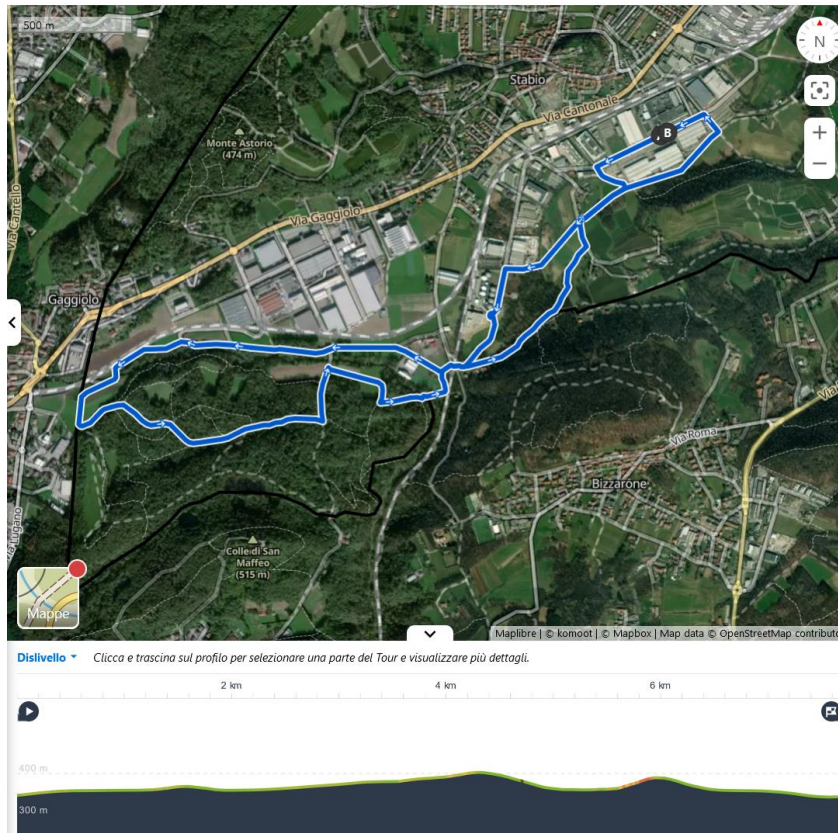 500 m
N
Stabio
Via Cantonale
, B
Monte Astorio
(474 m)
Via Cantello
Via Gaggiolo
Gaggiolo
Via Roma
Bizzarone
Via Lugano
Colle di San
Maffeo
(515 m)
Mappe
Maplibre | © komoot | © Mapbox | Map data © OpenStreetMap contributo
Dislivello Clicca e trascina sul profilo per selezionare una parte del Tour e visualizzare più dettagli.
2 km 4 km 6 km
400 m
300 m